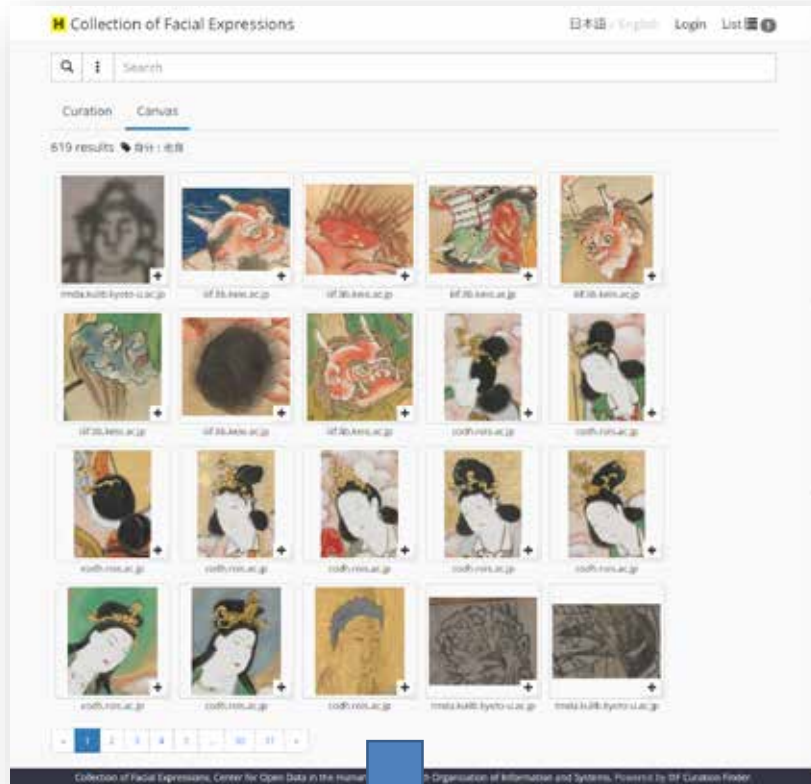 H Collection of Facial Expressions
日本語 / English Login List
Search
Curation Canvas
619 results 身分：
rmda.kulib.kyoto-u.ac.jp iiif.lib.keio.ac.jp iiif.lib.keio.ac.jp iiif.lib.keio.ac.jp iiif.lib.keio.ac.jp
iiif.lib.keio.ac.jp iiif.lib.keio.ac.jp iiif.lib.keio.ac.jp codh.rois.ac.jp codh.rois.ac.jp
codh.rois.ac.jp codh.rois.ac.jp codh.rois.ac.jp codh.rois.ac.jp codh.rois.ac.jp
codh.rois.ac.jp codh.rois.ac.jp codh.rois.ac.jp rmda.kulib.kyoto-u.ac.jp rmda.kulib.kyoto-u.ac.jp
« 1 2 3 4 5 ... 30 31 »
Collection of Facial Expressions, Center for Open Data in the Organisation of Information and Systems, Powered by IIIF Curation Finder